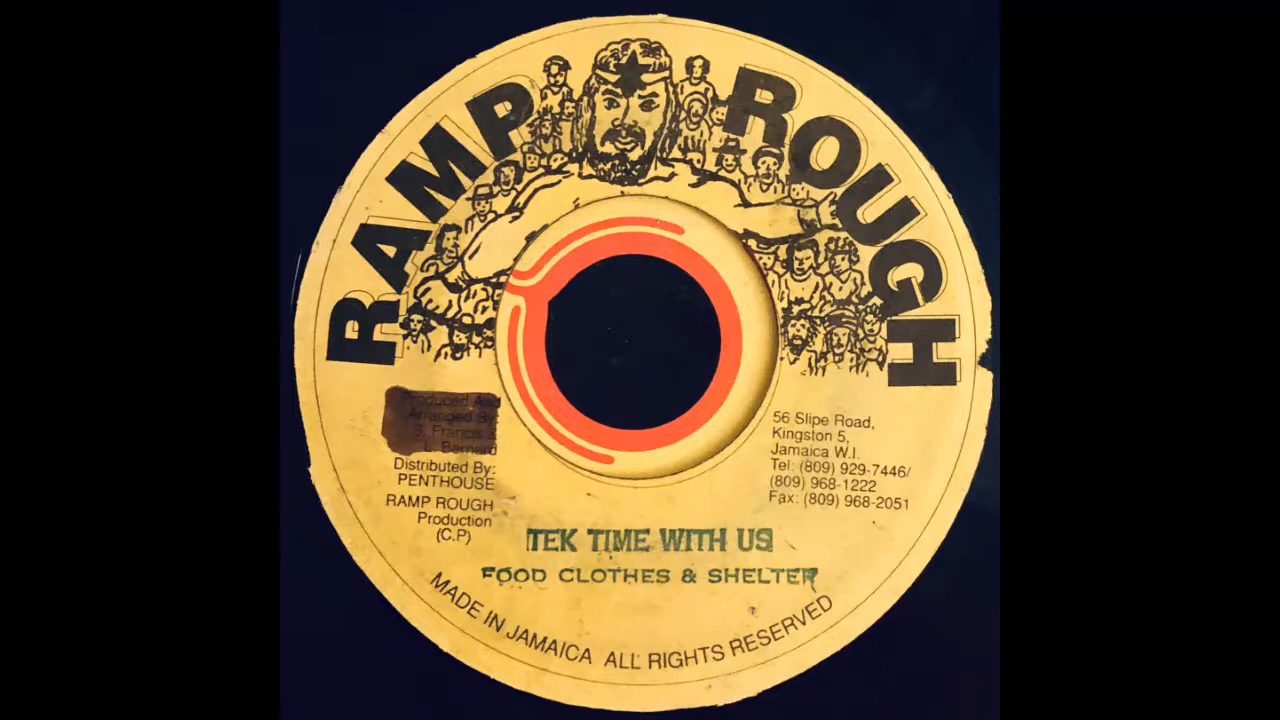 RAMP ROUGH
Produced And
Arranged By:
S. Francis &
L. Barnard
Distributed By:
PENTHOUSE
RAMP ROUGH
Production
(C.P)
56 Slipe Road,
Kingston 5,
Jamaica W.I.
Tel: (809) 929-7446/
(809) 968-1222
Fax: (809) 968-2051
TEK TIME WITH US
FOOD CLOTHES & SHELTER
MADE IN JAMAICA ALL RIGHTS RESERVED